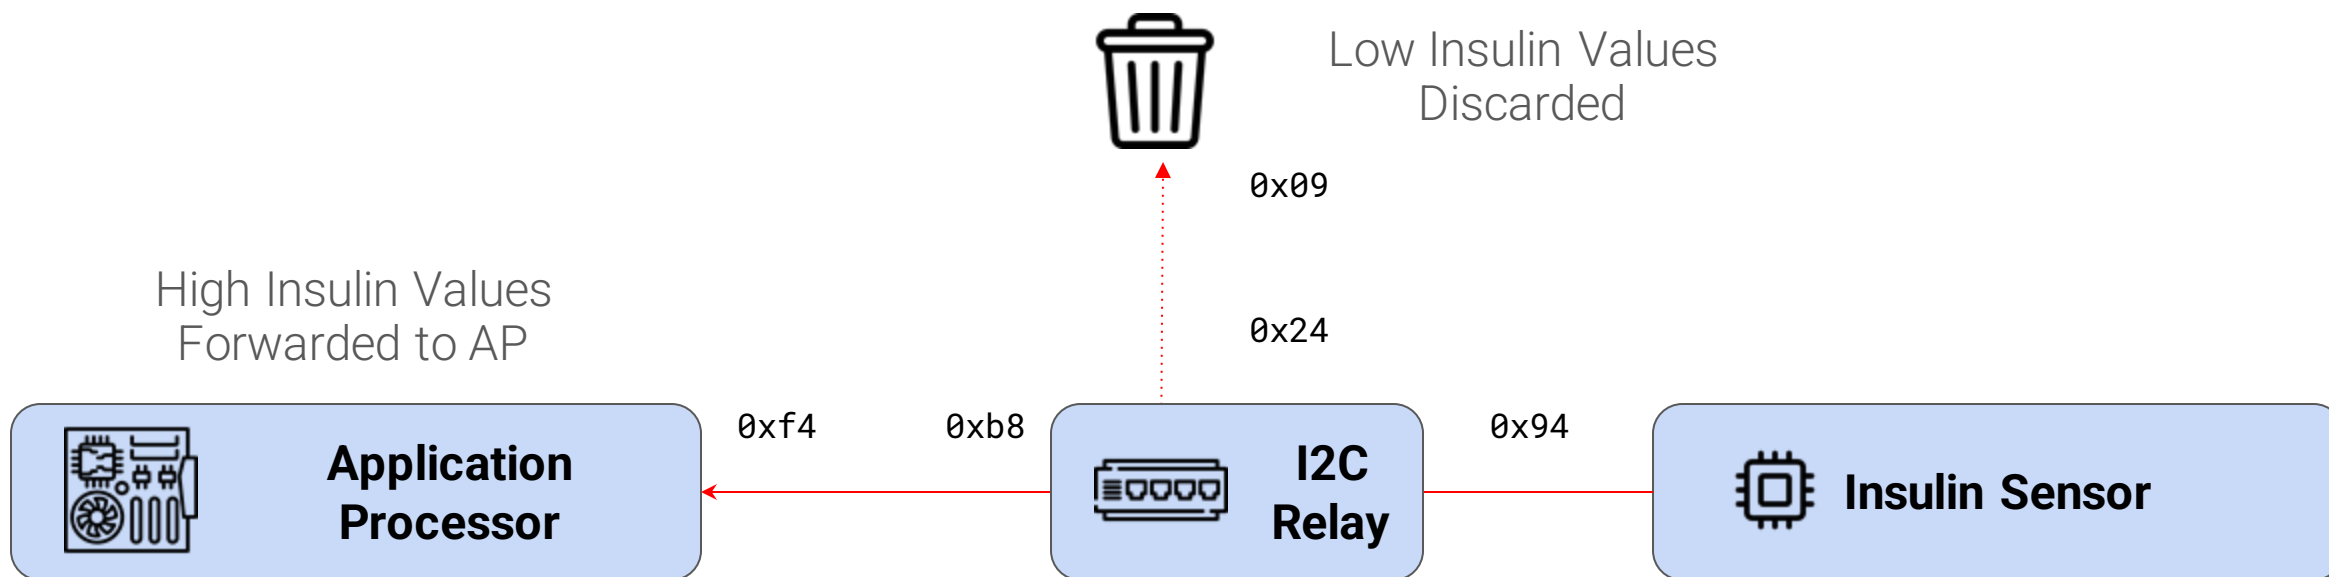 Low Insulin Values
Discarded
0x09
0x24
High Insulin Values
Forwarded to AP
0xf4
0xb8
0x94
Application
Processor
I2C
Relay
Insulin Sensor